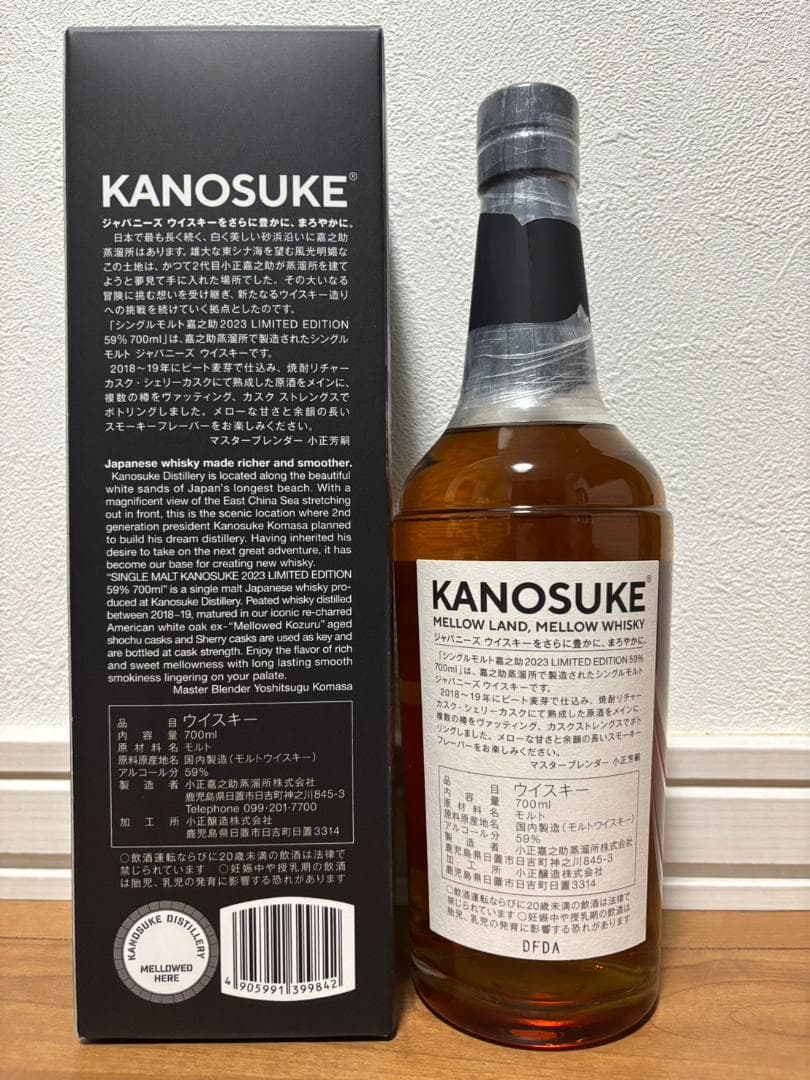 KANOSUKE®
ジャパニーズ ウイスキーをさらに豊かに、まろやかに。
日本で最も長く続く、白く美しい砂浜沿いに嘉之助
蒸溜所はあります。雄大な東シナ海を望む風光明媚な
この土地は、かつて2代目小正嘉之助が蒸溜所を建て
ようと夢見て手に入れた場所でした。その大いなる
冒険に挑む想いを受け継ぎ、新たなるウイスキー造り
への挑戦を続けていく拠点としたのです。
「シングルモルト嘉之助2023 LIMITED EDITION
59% 700ml」は、嘉之助蒸溜所で製造されたシングル
モルト ジャパニーズ ウイスキーです。
2018～19年にピート麦芽で仕込み、焼酎リチャー
カスク・シェリーカスクにて熟成した原酒をメインに、
複数の樽をヴァッティング、カスク ストレングスで
ボトリングしました。メローな甘さと余韻の長い
スモーキーフレーバーをお楽しみください。
マスターブレンダー 小正芳嗣
Japanese whisky made richer and smoother.
Kanosuke Distillery is located along the beautiful
white sands of Japan's longest beach. With a
magnificent view of the East China Sea stretching
out in front, this is the scenic location where 2nd
generation president Kanosuke Komasa planned
to build his dream distillery. Having inherited his
desire to take on the next great adventure, it has
become our base for creating new whisky.
"SINGLE MALT KANOSUKE 2023 LIMITED EDITION
59% 700ml" is a single malt Japanese whisky pro-
duced at Kanosuke Distillery. Peated whisky distilled
between 2018–19, matured in our iconic re-charred
American white oak ex-"Mellowed Kozuru" aged
shochu casks and Sherry casks are used as key and
are bottled at cask strength. Enjoy the flavor of rich
and sweet mellowness with long lasting smooth
smokiness lingering on your palate.
Master Blender Yoshitsugu Komasa
品目 ウイスキー
内容量 700ml
原材料名 モルト
原料原産地名 国内製造（モルトウイスキー）
アルコール分 59%
製造者 小正嘉之助蒸溜所株式会社
鹿児島県日置市日吉町神之川845-3
Telephone 099・201・7700
加工所 小正醸造株式会社
鹿児島県日置市日吉町日置3314
○飲酒運転ならびに20歳未満の飲酒は法律で
禁じられています ○妊娠中や授乳期の飲酒
は胎児、乳児の発育に影響する恐れがあります
KANOSUKE DISTILLERY
MELLOWED
HERE
4 905991 399842
KANOSUKE®
MELLOW LAND, MELLOW WHISKY
ジャパニーズ ウイスキーをさらに豊かに、まろやかに。
「シングルモルト嘉之助2023 LIMITED EDITION 59%
700ml」は、嘉之助蒸溜所で製造されたシングルモルト
ジャパニーズ ウイスキーです。
2018～19年にピート麦芽で仕込み、焼酎リチャー
カスク・シェリーカスクにて熟成した原酒をメインに、
複数の樽をヴァッティング、カスクストレングスでボト
リングしました。メローな甘さと余韻の長いスモーキー
フレーバーをお楽しみください。
マスターブレンダー 小正芳嗣
品目 ウイスキー
内容量 700ml
原材料名 モルト
原料原産地名 国内製造（モルトウイスキー）
アルコール分 59%
製造者 小正嘉之助蒸溜所株式会社
鹿児島県日置市日吉町神之川845-3
加工所 小正醸造株式会社
鹿児島県日置市日吉町日置3314
○飲酒運転ならびに20歳未満の飲酒は法律で
禁じられています ○妊娠中や授乳期の飲酒は
胎児、乳児の発育に影響する恐れがあります
DFDA